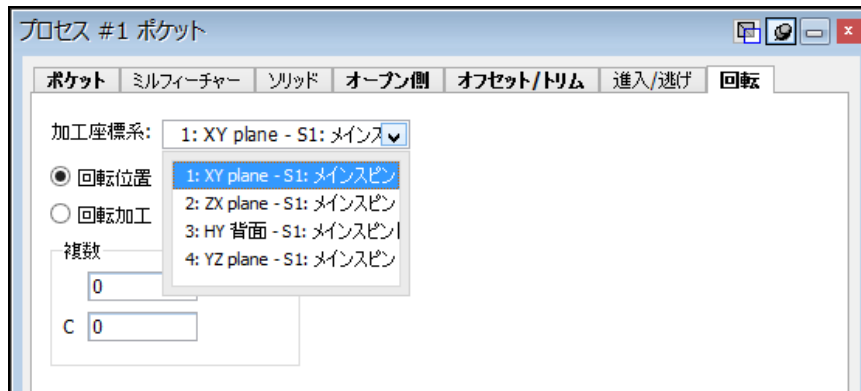 プロセス #1 ポケット
ポケット ミルフィーチャー ソリッド オープン側 オフセット/トリム 進入/逃げ 回転
加工座標系: 1: XY plane - S1: メインス
回転位置 1: XY plane - S1: メインスピン
回転加工 2: ZX plane - S1: メインスピン
複数 3: HY 背面 - S1: メインスピン
4: YZ plane - S1: メインスピン
0
C 0